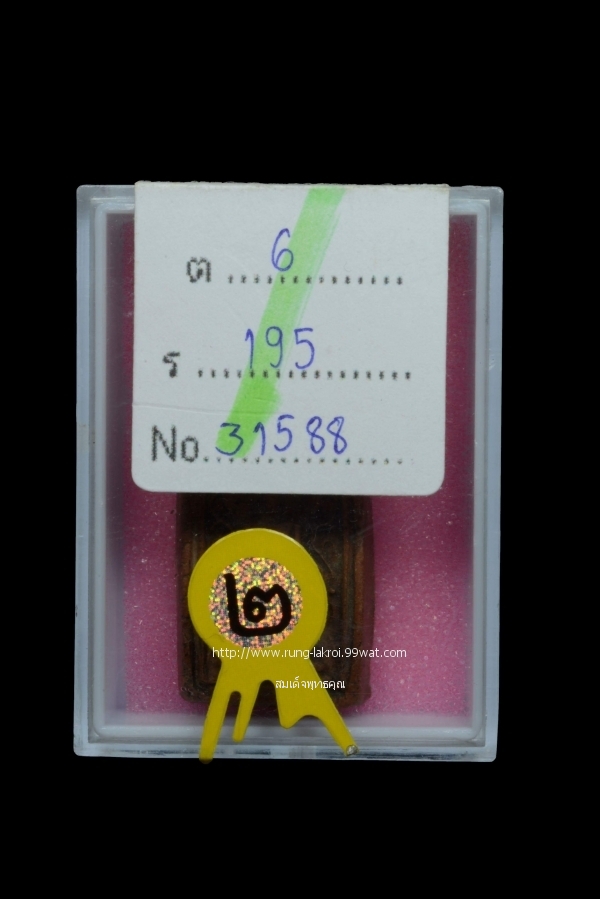 ต 6
ร 195
No. 31588
๒
http://www.rung-lakroi.99wat.com
สมเด็จพุทธคุณ